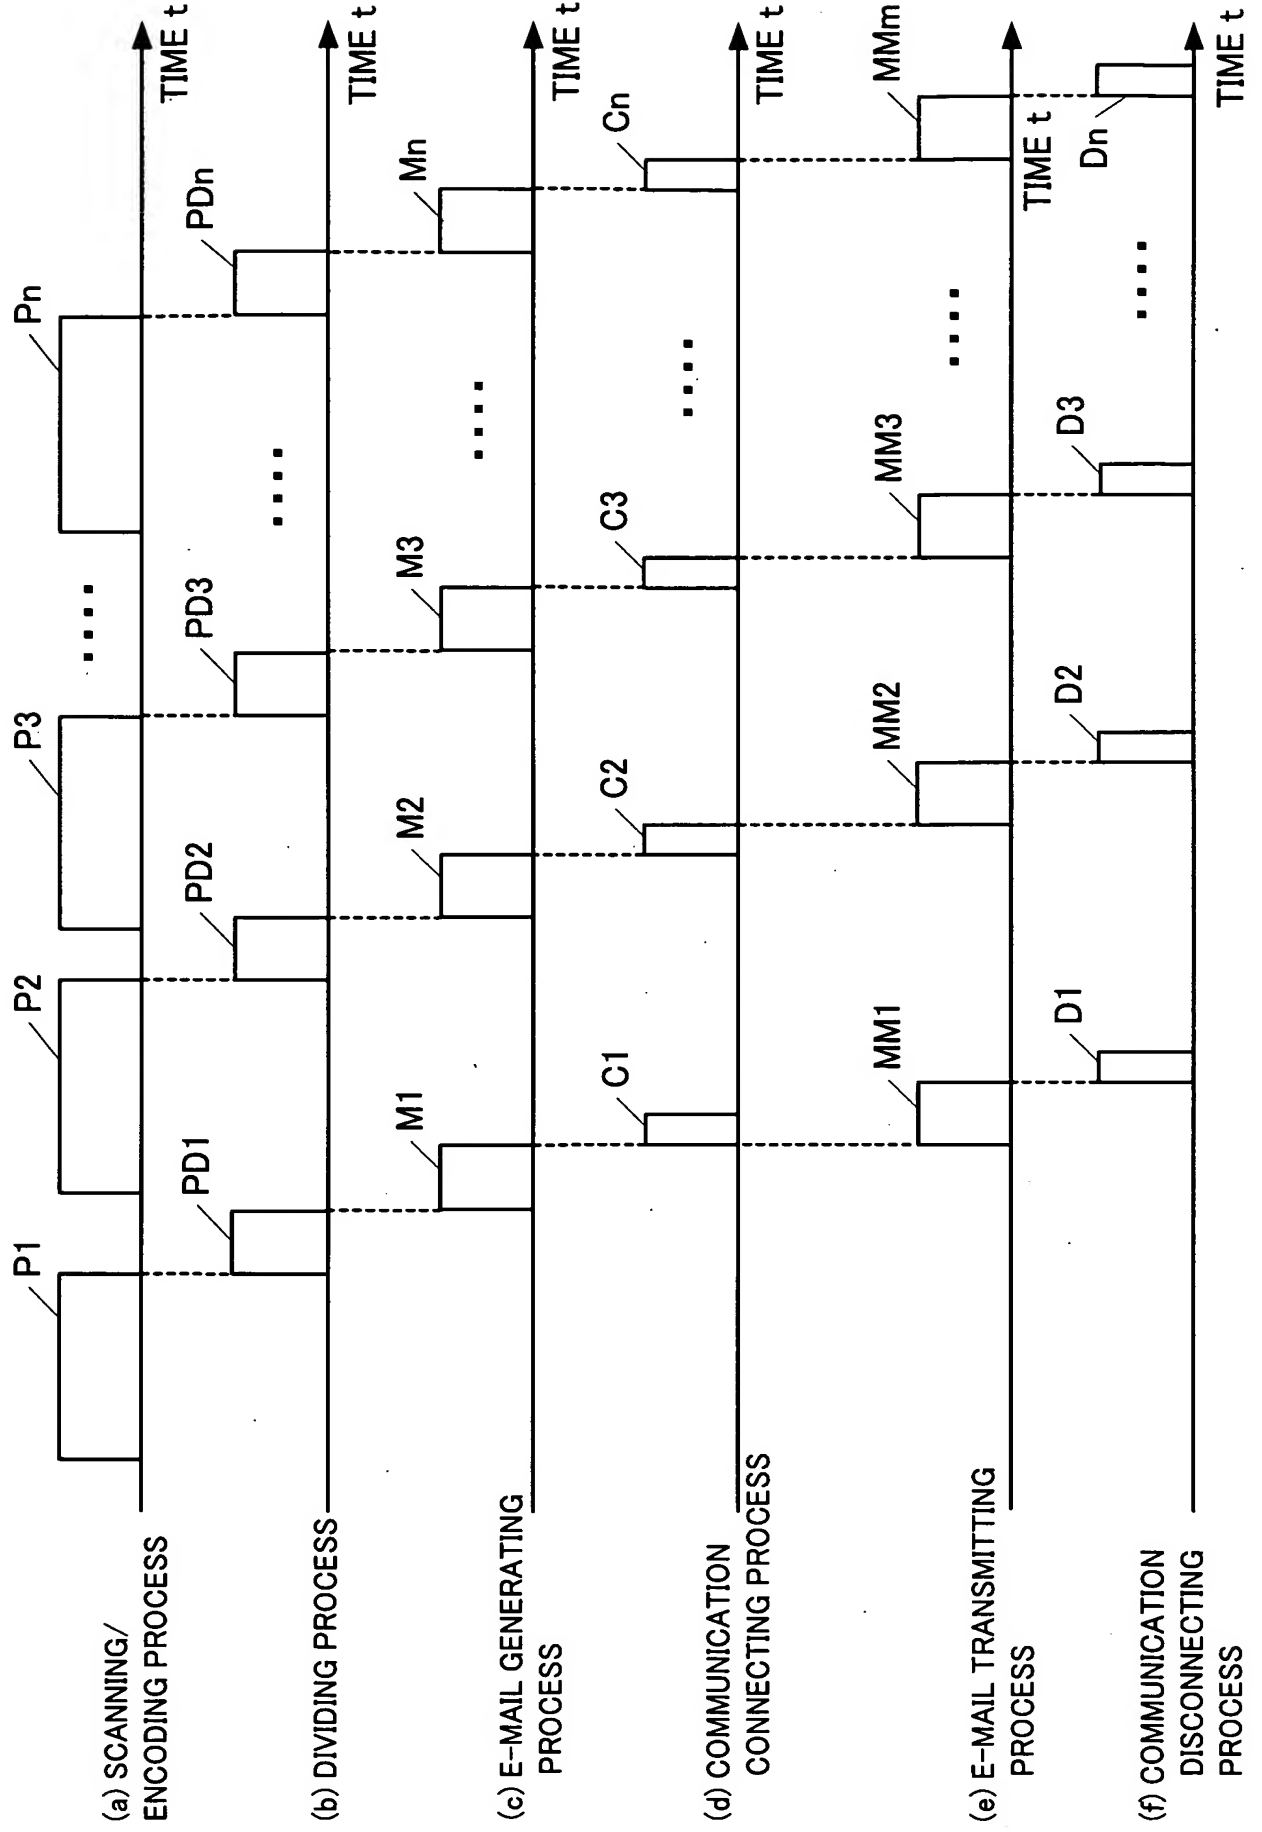 (a) SCANNING/
ENCODING PROCESS
P1
P2
P3
Pn
TIME t
(b) DIVIDING PROCESS
PD1
PD2
PD3
PDn
TIME t
(c) E-MAIL GENERATING
PROCESS
M1
M2
M3
Mn
TIME t
(d) COMMUNICATION
CONNECTING PROCESS
C1
C2
C3
Cn
TIME t
(e) E-MAIL TRANSMITTING
PROCESS
MM1
MM2
MM3
MMm
TIME t
(f) COMMUNICATION
DISCONNECTING
PROCESS
D1
D2
D3
Dn
TIME t